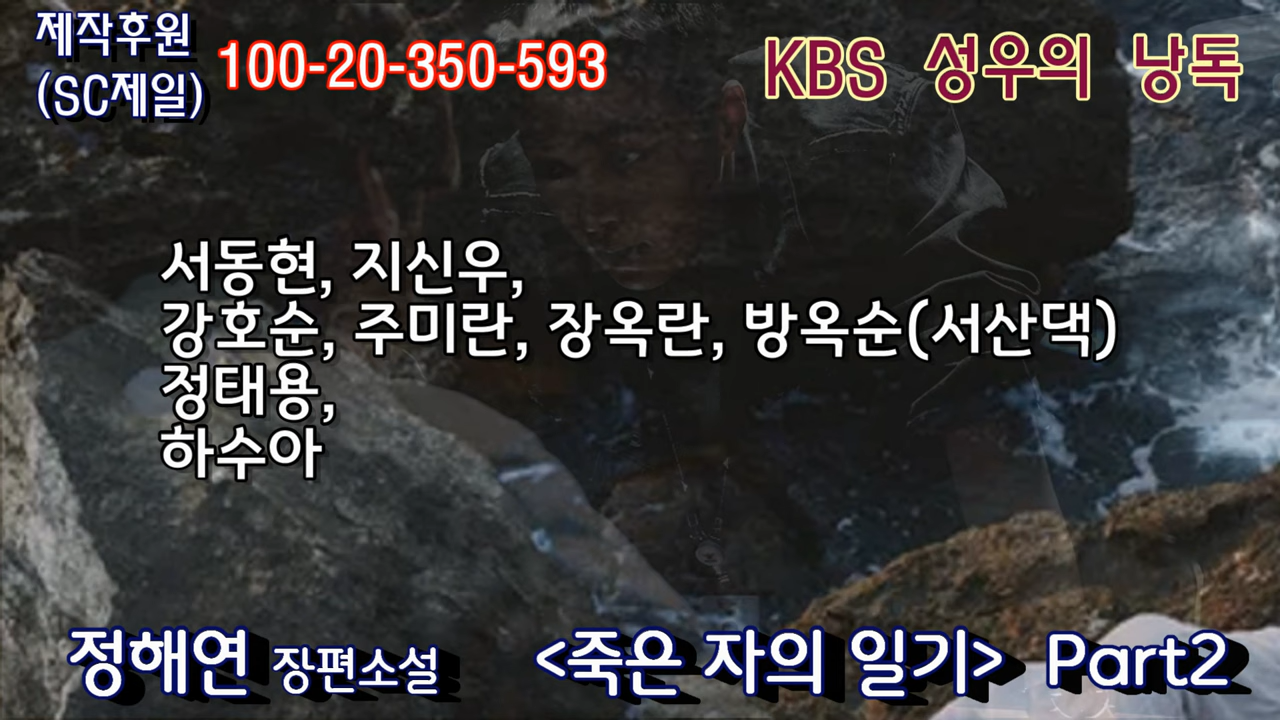 제작후원
(SC제일)
100-20-350-593
KBS 성우의 낭독
서동현, 지신우,
강호순, 주미란, 장옥란, 방옥순(서산댁)
정태용,
하수아
정해연 장편소설 <죽은 자의 일기> Part2